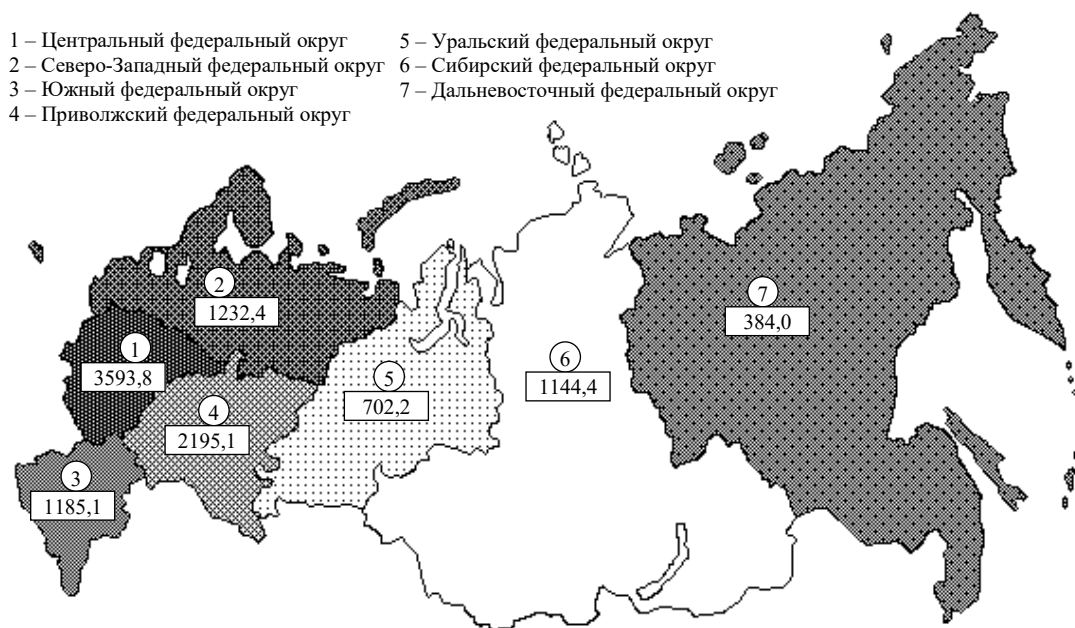 1 – Центральный федеральный округ
2 – Северо-Западный федеральный округ
3 – Южный федеральный округ
4 – Приволжский федеральный округ
5 – Уральский федеральный округ
6 – Сибирский федеральный округ
7 – Дальневосточный федеральный округ
2
1232,4
7
384,0
1
3593,8
6
1144,4
5
702,2
4
2195,1
3
1185,1